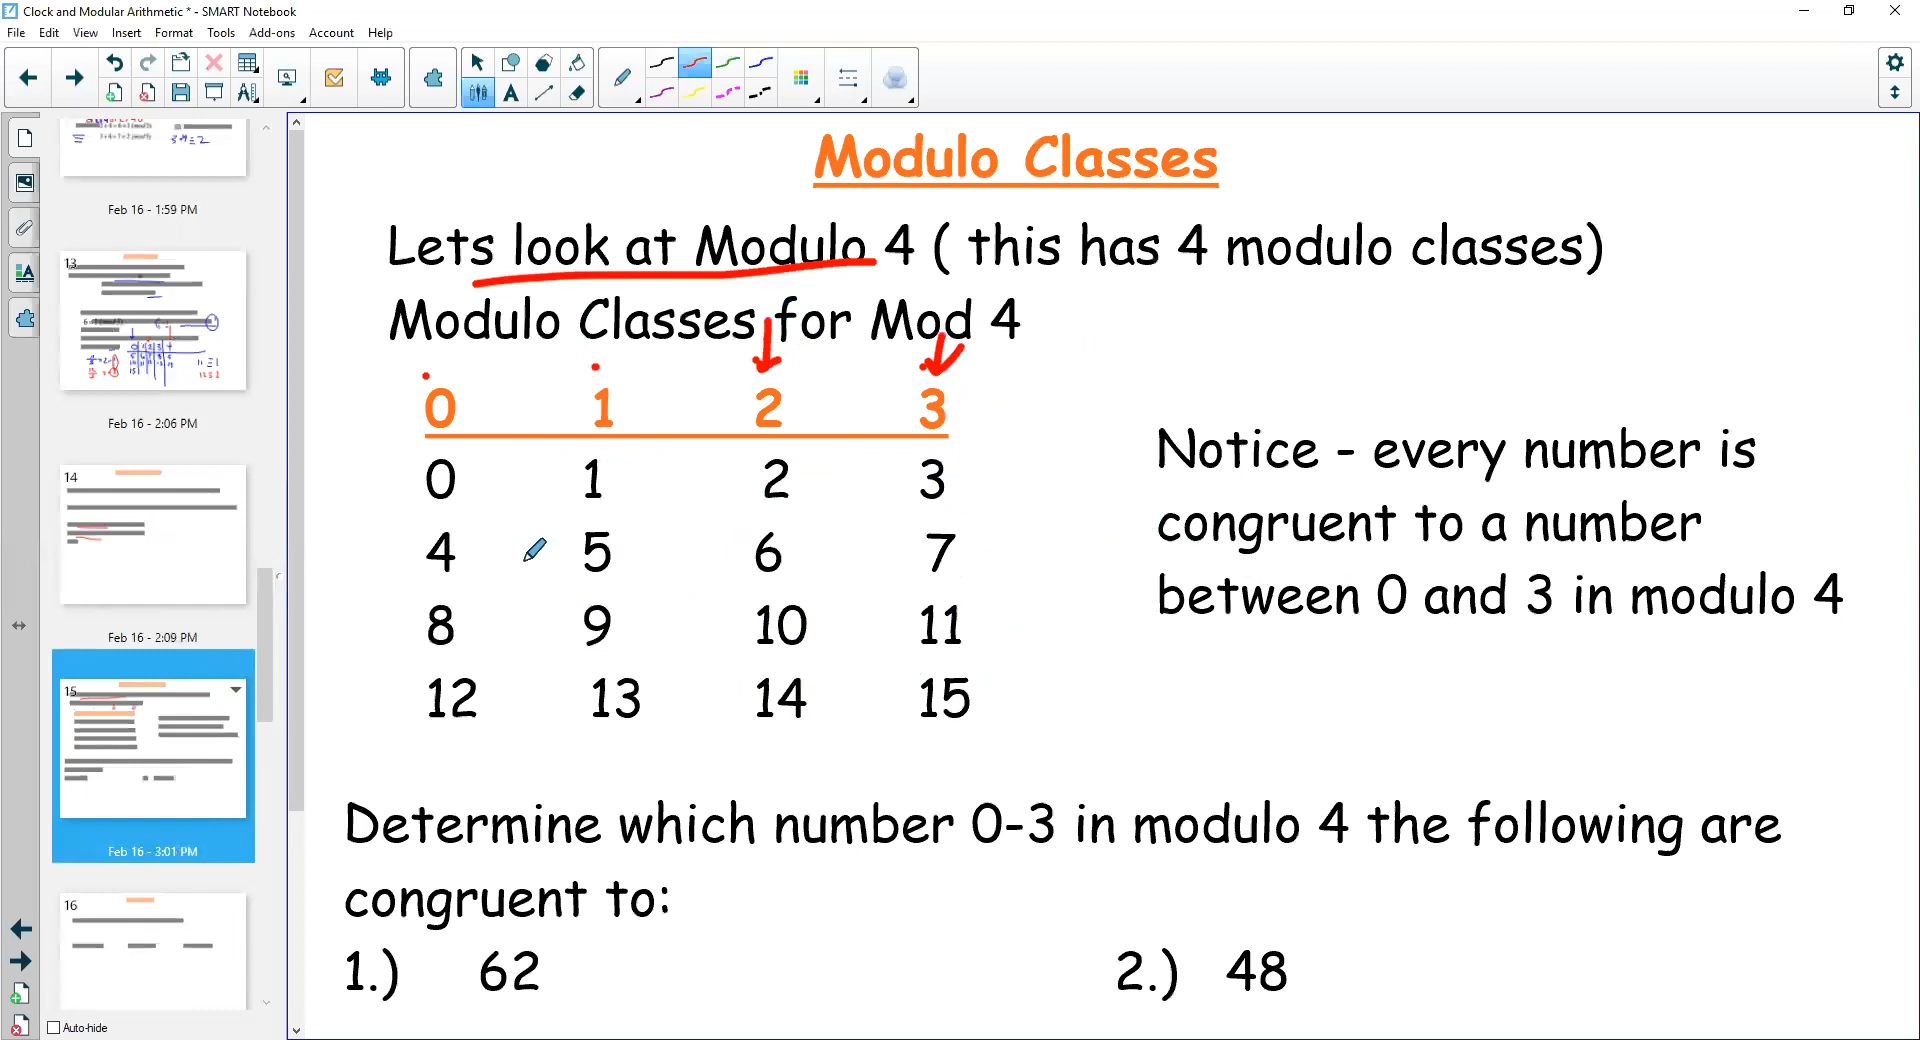 Clock and Modular Arithmetic * - SMART Notebook
File Edit View Insert Format Tools Add-ons Account Help
Feb 16 - 1:59 PM
13
Feb 16 - 2:06 PM
14
Feb 16 - 2:09 PM
15
Feb 16 - 3:01 PM
16
Auto-hide
Modulo Classes
Lets look at Modulo 4 ( this has 4 modulo classes)
Modulo Classes for Mod 4
0 1 2 3
0 1 2 3
4 5 6 7
8 9 10 11
12 13 14 15
Notice - every number is
congruent to a number
between 0 and 3 in modulo 4
Determine which number 0-3 in modulo 4 the following are
congruent to:
1.) 62 2.) 48